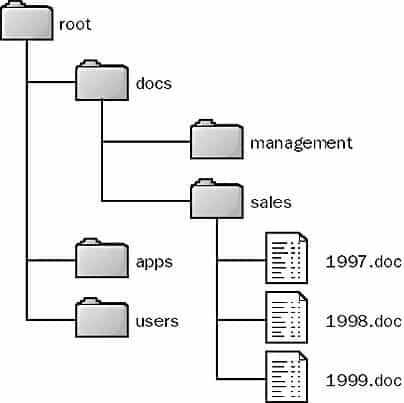 root
docs
management
sales
apps
1997.doc
users
1998.doc
1999.doc